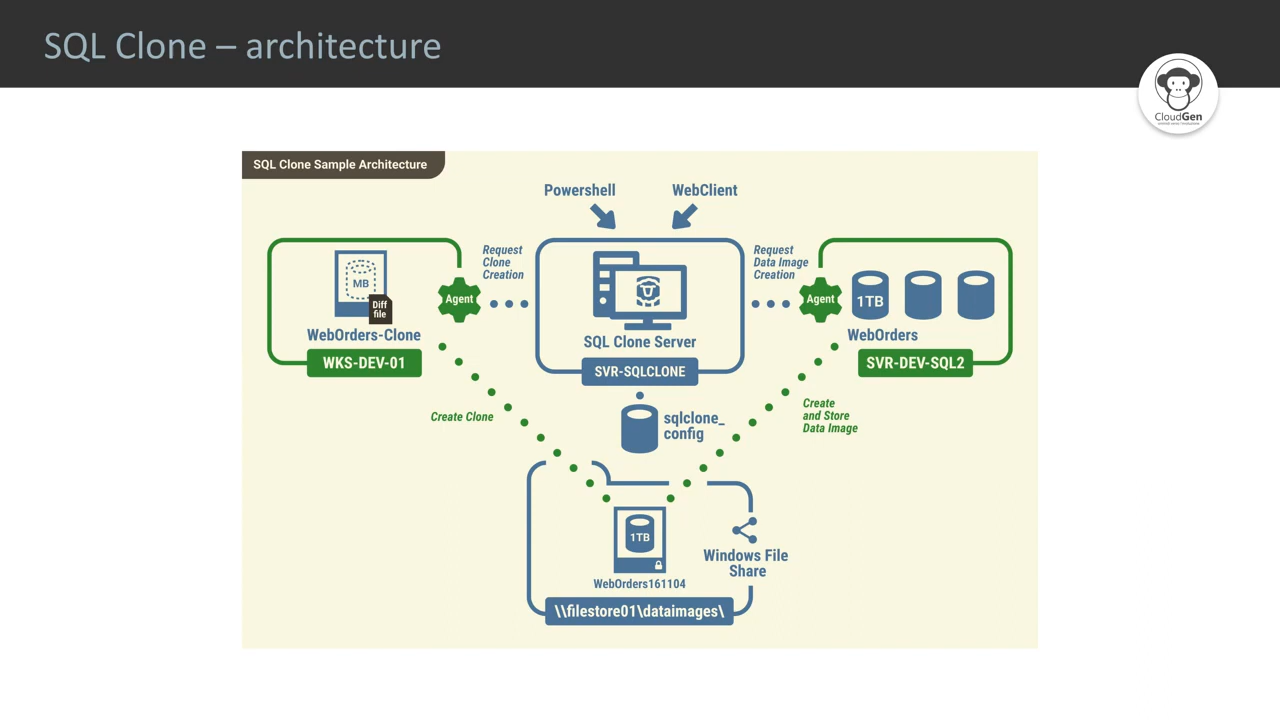 SQL Clone – architecture
CloudGen
SQL Clone Sample Architecture
Powershell
WebClient
Request
Clone
Creation
Request
Data Image
Creation
MB
Diff
file
Agent
Agent
1TB
WebOrders-Clone
WKS-DEV-01
SQL Clone Server
SVR-SQLCLONE
WebOrders
SVR-DEV-SQL2
Create Clone
sqlclone_
config
Create
and Store
Data Image
1TB
WebOrders161104
Windows File
Share
\\filestore01\dataimages\